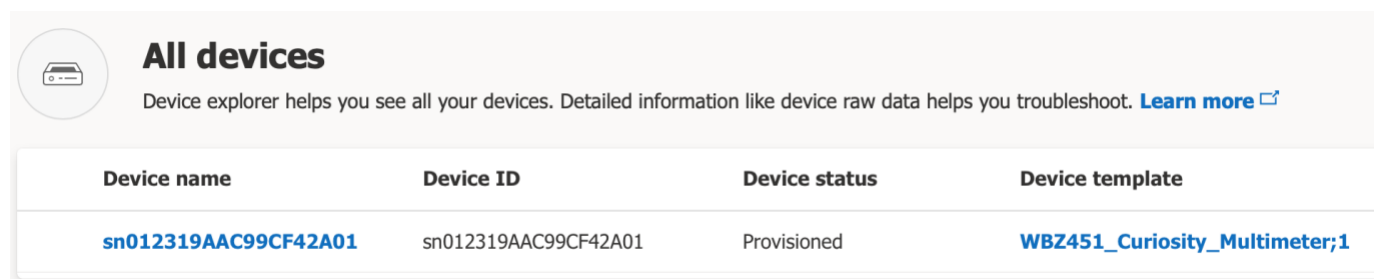 All devices
Device explorer helps you see all your devices. Detailed information like device raw data helps you troubleshoot. Learn more
Device name Device ID Device status Device template
sn012319AAC99CF42A01 sn012319AAC99CF42A01 Provisioned WBZ451_Curiosity_Multimeter;1